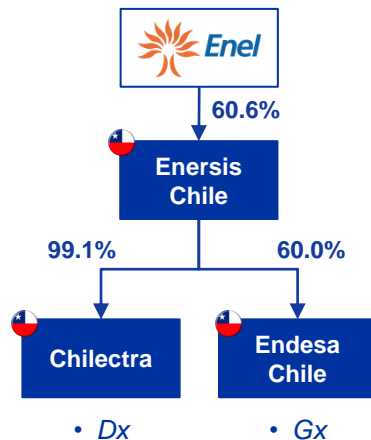 Enel
60.6%
Enersis
Chile
99.1%
60.0%
Chilectra
Endesa
Chile
• Dx
• Gx